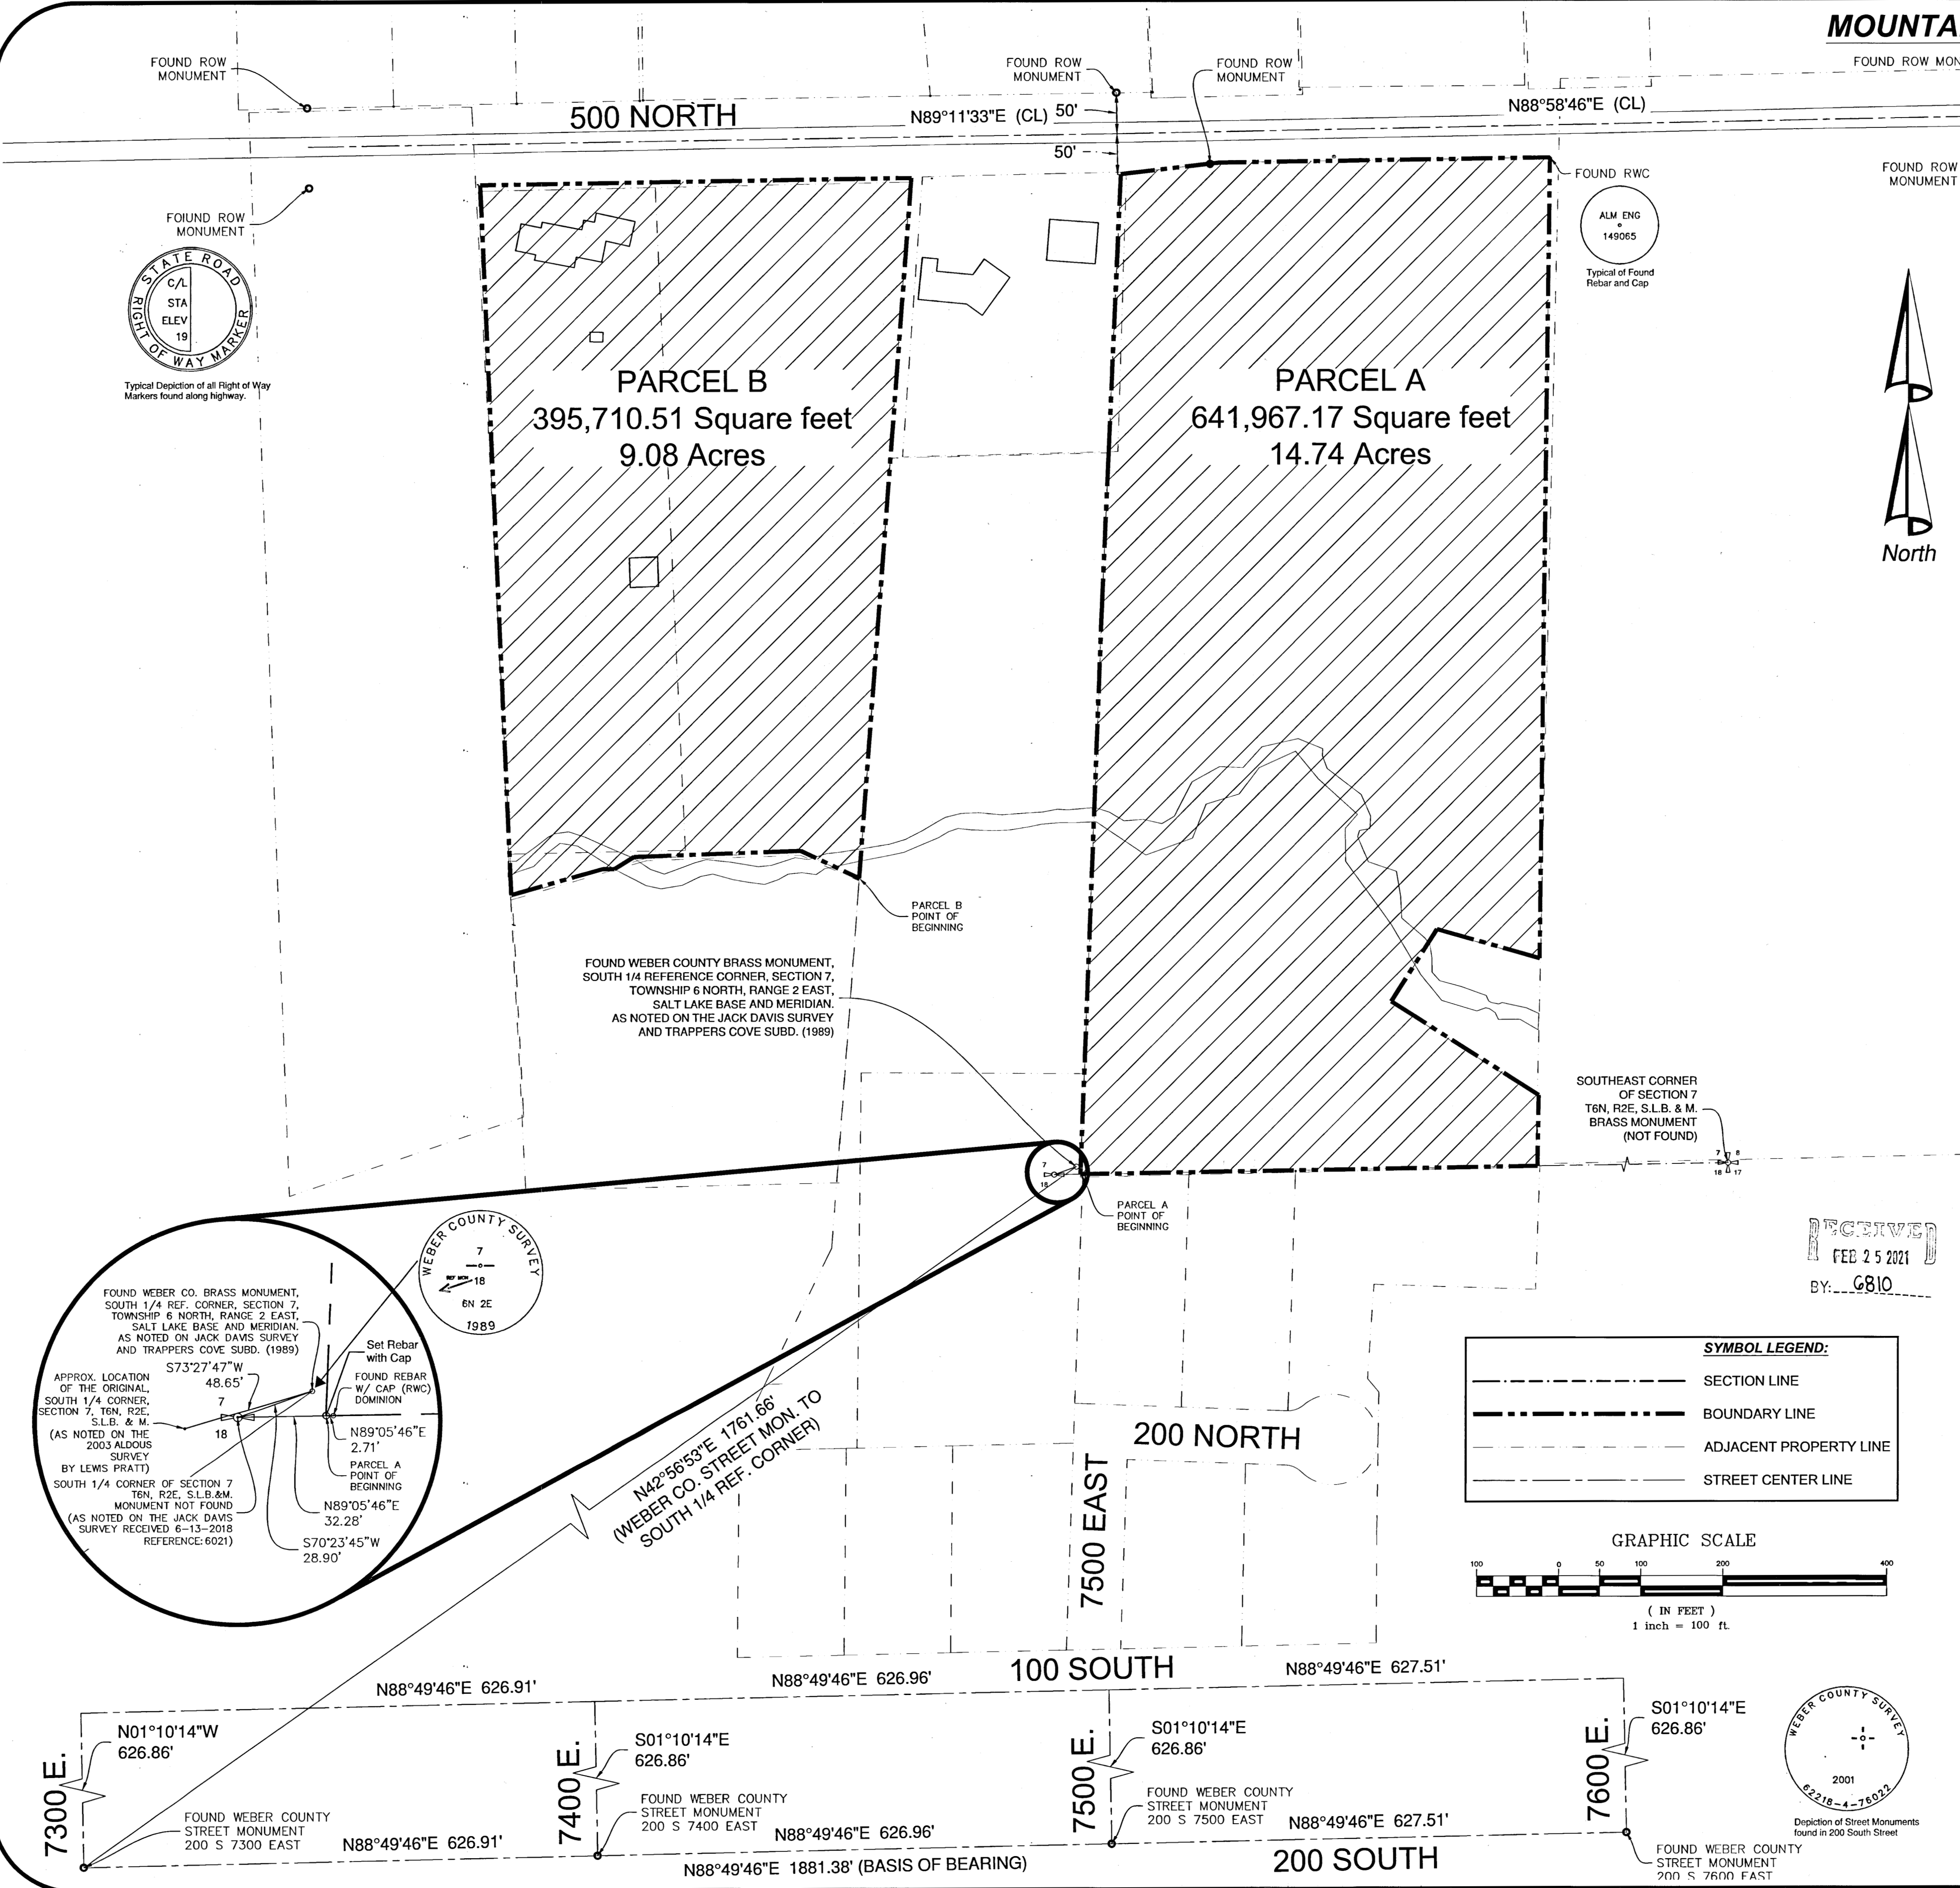 MOUNTA
FOUND ROW MON
FOUND ROW
MONUMENT
FOUND ROW
MONUMENT
FOUND ROW
MONUMENT
500 NORTH
N89°11'33"E (CL)
50'
50'
N88°58'46"E (CL)
FOUND RWC
FOUND ROW
MONUMENT
FOIUND ROW
MONUMENT
ALM ENG
149065
Typical of Found
Rebar and Cap
STATE ROAD
RIGHT OF WAY MARKER
C/L
STA
ELEV
19
Typical Depiction of all Right of Way
Markers found along highway.
PARCEL B
395,710.51 Square feet
9.08 Acres
PARCEL A
641,967.17 Square feet
14.74 Acres
North
PARCEL B
POINT OF
BEGINNING
FOUND WEBER COUNTY BRASS MONUMENT,
SOUTH 1/4 REFERENCE CORNER, SECTION 7,
TOWNSHIP 6 NORTH, RANGE 2 EAST,
SALT LAKE BASE AND MERIDIAN.
AS NOTED ON THE JACK DAVIS SURVEY
AND TRAPPERS COVE SUBD. (1989)
SOUTHEAST CORNER
OF SECTION 7
T6N, R2E, S.L.B. & M.
BRASS MONUMENT
(NOT FOUND)
7 8
18 17
7
18
PARCEL A
POINT OF
BEGINNING
RECEIVED
FEB 25 2021
BY: 6810
WEBER COUNTY SURVEY
7
REF MON 18
6N 2E
1989
FOUND WEBER CO. BRASS MONUMENT,
SOUTH 1/4 REF. CORNER, SECTION 7,
TOWNSHIP 6 NORTH, RANGE 2 EAST,
SALT LAKE BASE AND MERIDIAN.
AS NOTED ON JACK DAVIS SURVEY
AND TRAPPERS COVE SUBD. (1989)
S73°27'47"W
48.65'
Set Rebar
with Cap
FOUND REBAR
W/ CAP (RWC)
DOMINION
APPROX. LOCATION
OF THE ORIGINAL,
SOUTH 1/4 CORNER,
SECTION 7, T6N, R2E,
S.L.B. & M.
(AS NOTED ON THE
2003 ALDOUS
SURVEY
BY LEWIS PRATT)
7
18
N89°05'46"E
2.71'
PARCEL A
POINT OF
BEGINNING
SOUTH 1/4 CORNER OF SECTION 7
T6N, R2E, S.L.B.&M.
MONUMENT NOT FOUND
(AS NOTED ON THE JACK DAVIS
SURVEY RECEIVED 6-13-2018
REFERENCE:6021)
N89°05'46"E
32.28'
S70°23'45"W
28.90'
N42°56'53"E 1761.66'
(WEBER CO. STREET MON. TO
SOUTH 1/4 REF. CORNER)
200 NORTH
7500 EAST
SYMBOL LEGEND:
SECTION LINE
BOUNDARY LINE
ADJACENT PROPERTY LINE
STREET CENTER LINE
GRAPHIC SCALE
100 0 50 100 200 400
( IN FEET )
1 inch = 100 ft.
100 SOUTH
N88°49'46"E 626.91'
N88°49'46"E 626.96'
N88°49'46"E 627.51'
7300 E.
N01°10'14"W
626.86'
7400 E.
S01°10'14"E
626.86'
7500 E.
S01°10'14"E
626.86'
7600 E.
S01°10'14"E
626.86'
FOUND WEBER COUNTY
STREET MONUMENT
200 S 7300 EAST
FOUND WEBER COUNTY
STREET MONUMENT
200 S 7400 EAST
FOUND WEBER COUNTY
STREET MONUMENT
200 S 7500 EAST
FOUND WEBER COUNTY
STREET MONUMENT
200 S 7600 EAST
N88°49'46"E 626.91'
N88°49'46"E 626.96'
N88°49'46"E 627.51'
N88°49'46"E 1881.38' (BASIS OF BEARING)
200 SOUTH
WEBER COUNTY SURVEY
2001
62218-4-76022
Depiction of Street Monuments
found in 200 South Street